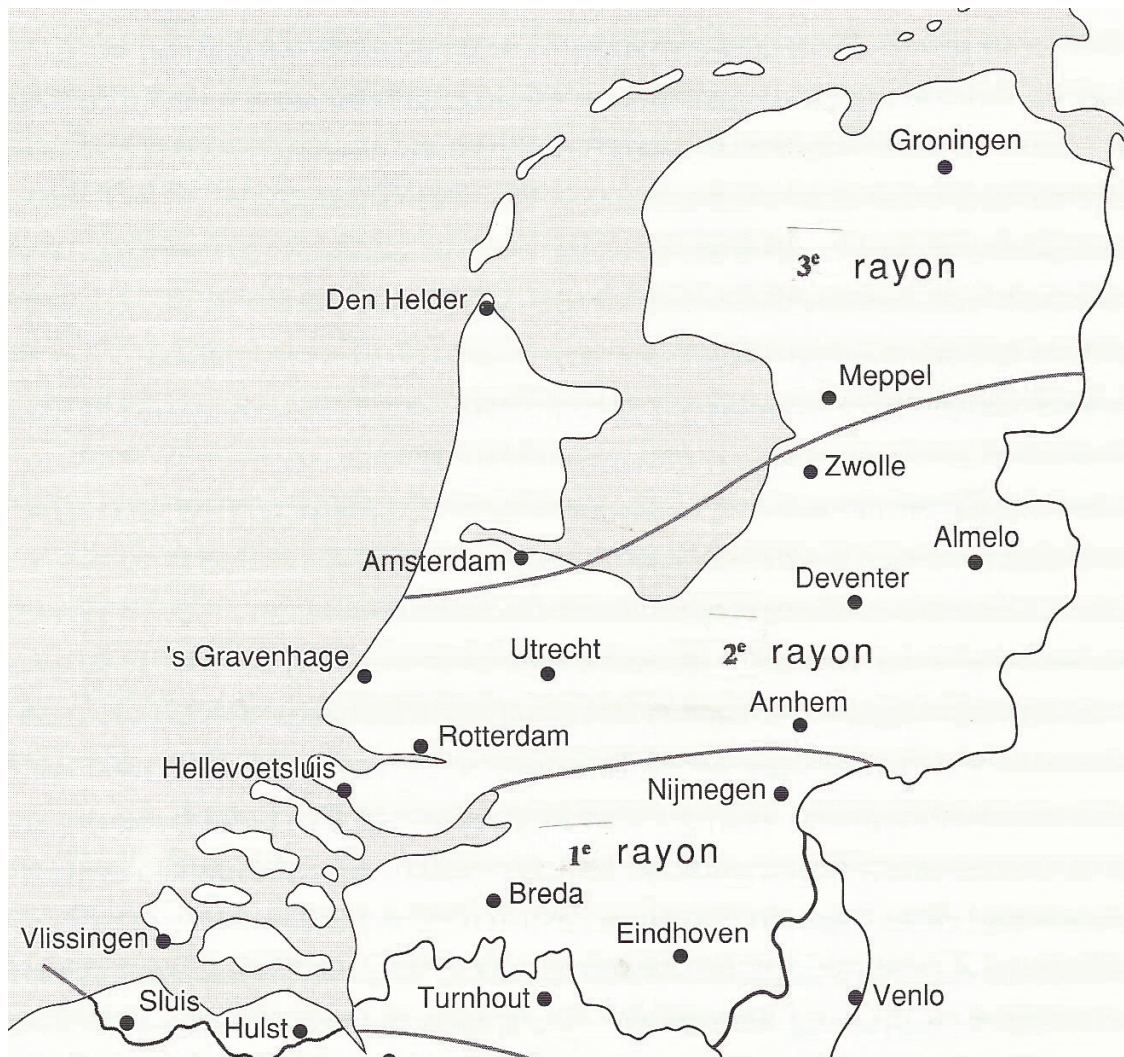 Groningen
3e rayon
Den Helder
Meppel
Zwolle
Almelo
Amsterdam
Deventer
's Gravenhage
Utrecht
2e rayon
Arnhem
Rotterdam
Hellevoetsluis
Nijmegen
1e rayon
Breda
Vlissingen
Eindhoven
Sluis
Turnhout
Venlo
Hulst